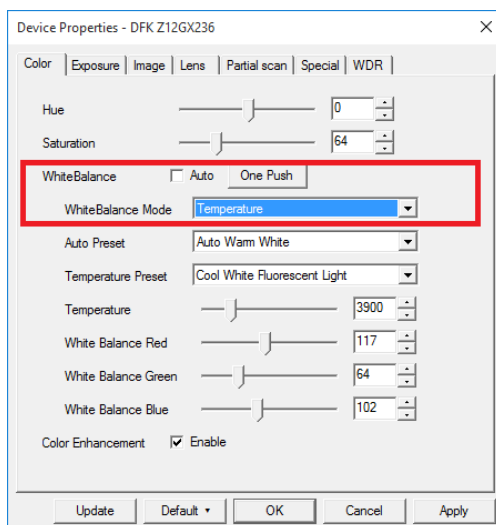 Device Properties - DFK Z12GX236
Color Exposure Image Lens Partial scan Special WDR
Hue 0
Saturation 64
WhiteBalance Auto One Push
WhiteBalance Mode Temperature
Auto Preset Auto Warm White
Temperature Preset Cool White Fluorescent Light
Temperature 3900
White Balance Red 117
White Balance Green 64
White Balance Blue 102
Color Enhancement Enable
Update Default OK Cancel Apply